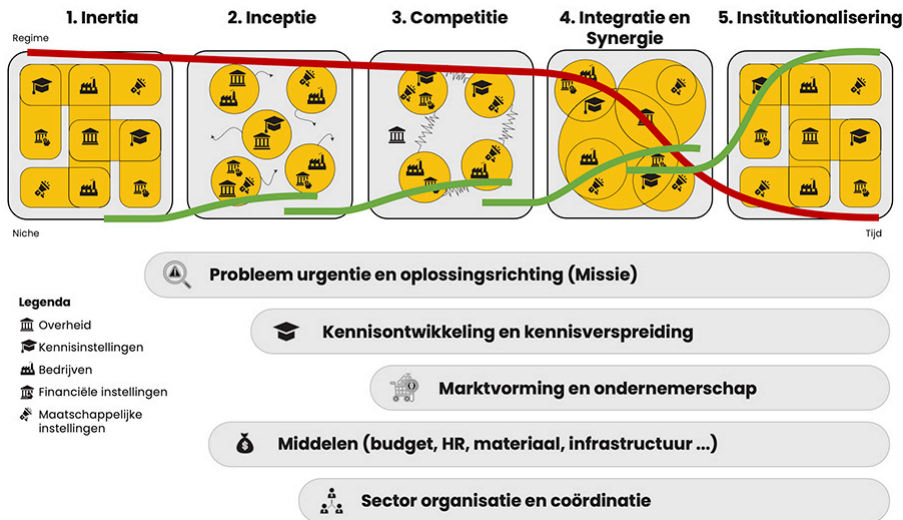 1. Inertia
2. Inceptie
3. Competitie
4. Integratie en
Synergie
5. Institutionalisering
Regime
Niche
Tijd
Probleem urgentie en oplossingsrichting (Missie)
Kennisontwikkeling en kennisverspreiding
Marktvorming en ondernemerschap
Middelen (budget, HR, materiaal, infrastructuur ...)
Sector organisatie en coördinatie
Legenda
Overheid
Kennisinstellingen
Bedrijven
Financiële instellingen
Maatschappelijke
instellingen